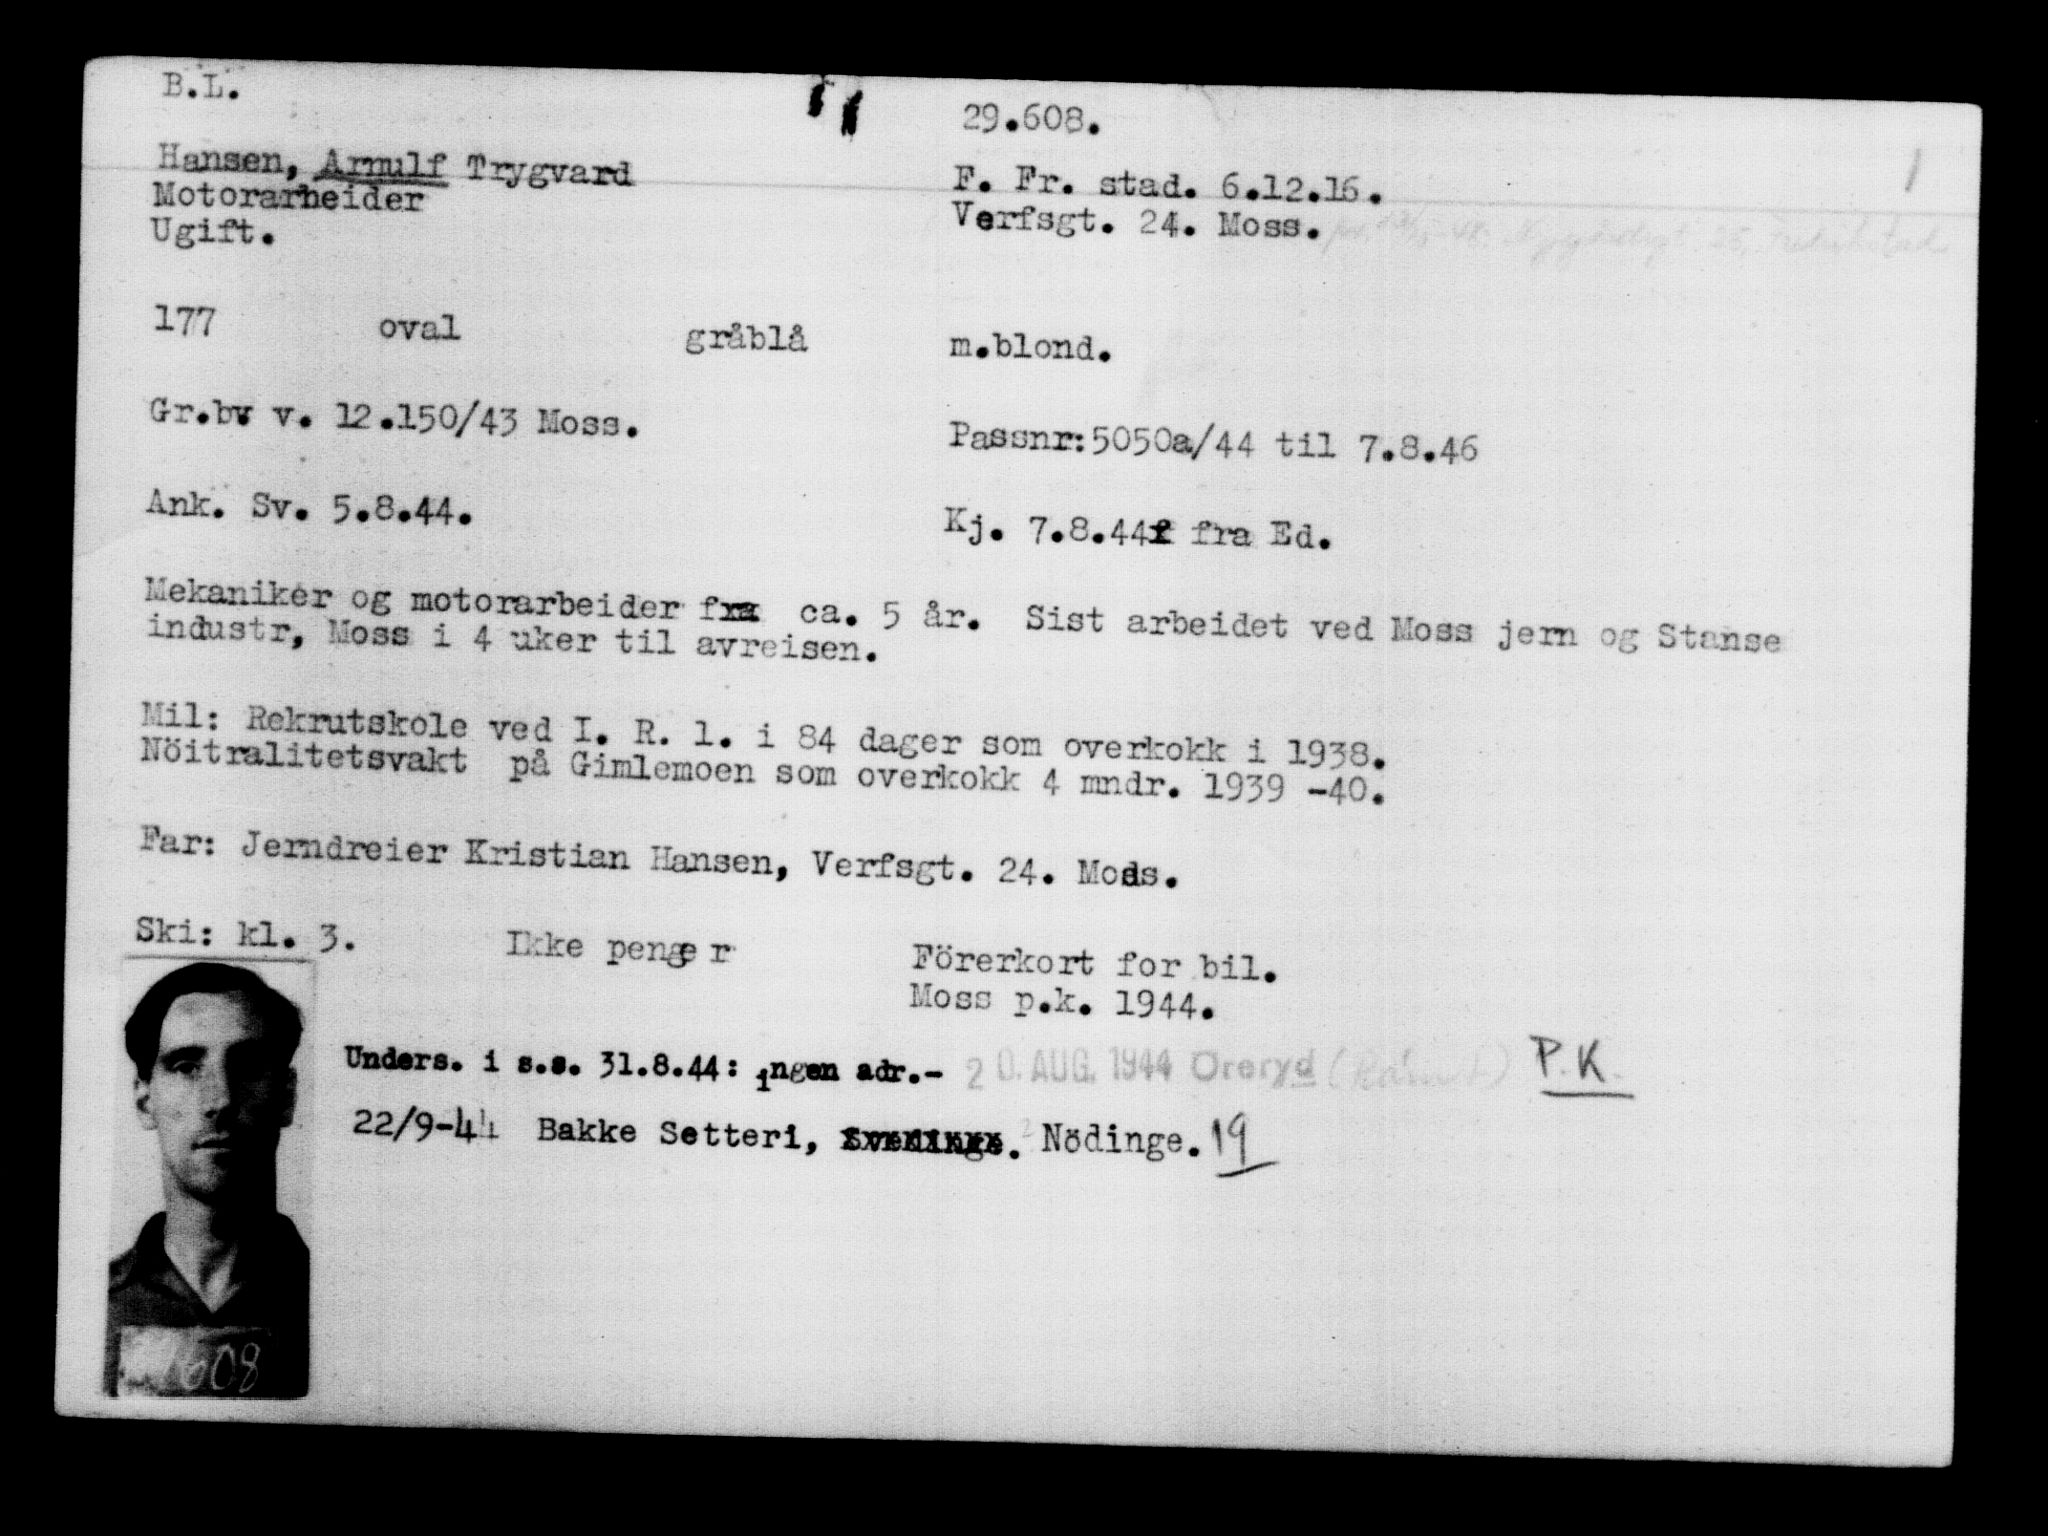 B.L.
29.608.
Hansen, Arnulf Trygvard
F. Fr. stad. 6.12.16.
Motorarbeider
Verfsgt. 24. Moss.
Ugift.
177 oval gråblå m.blond.
Gr.bv. v. 12.150/43 Moss.
Passnr:5050a/44 til 7.8.46
Ank. Sv. 5.8.44.
Kj. 7.8.44 fra Ed.
Mekaniker og motorarbeider ca. 5 år. Sist arbeidet ved Moss jern og Stanse
industr, Moss i 4 uker til avreisen.
Mil: Rekrutskole ved I. R. 1. i 84 dager som overkokk i 1938.
Nöitralitetsvakt på Gimlemoen som overkokk 4 mndr. 1939 -40.
Far: Jerndreier Kristian Hansen, Verfsgt. 24. Moss.
Ski: kl. 3. Ikke penger Förerkort for bil.
Moss p.k. 1944.
Unders. i s.s. 31.8.44: ingen adr.- 20. AUG. 1944 Öreryd P.K.
22/9-44 Bakke Setteri, Nödinge. 19
608